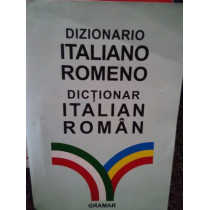 DIZIONARIO
ITALIANO
ROMENO
DICȚIONAR
ITALIAN
ROMÂN
GRAMAR